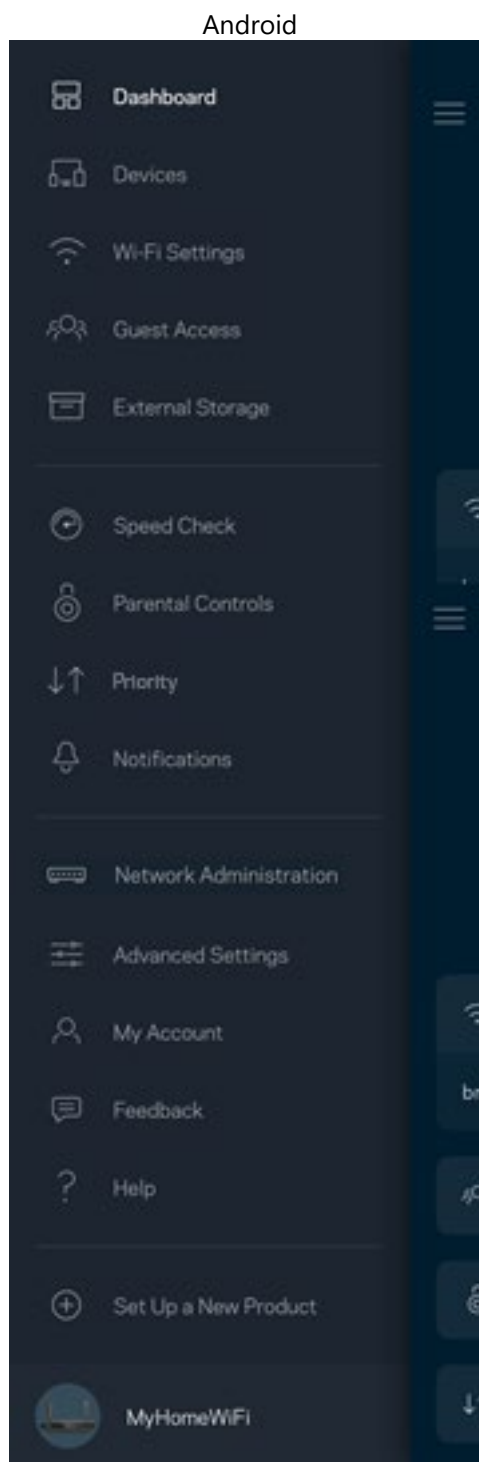 Android
Dashboard
Devices
Wi-Fi Settings
Guest Access
External Storage
Speed Check
Parental Controls
Priority
Notifications
Network Administration
Advanced Settings
My Account
br
Feedback
Help
Set Up a New Product
MyHomeWiFi